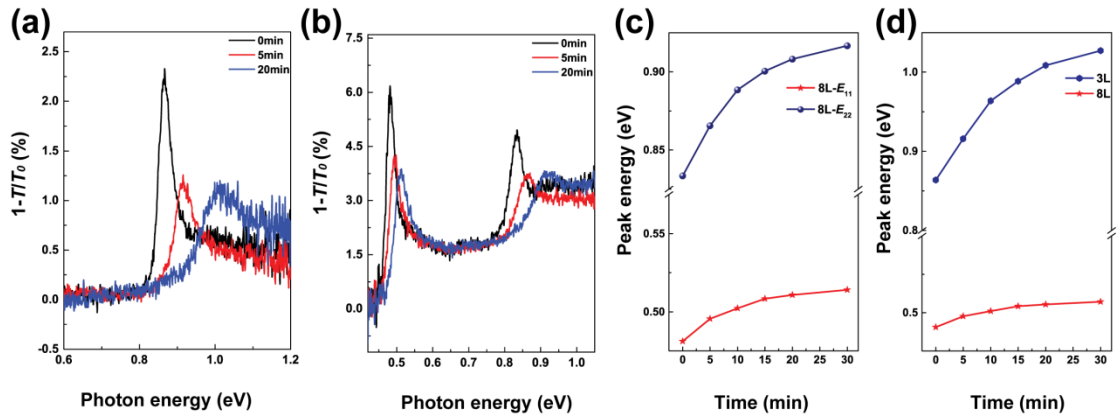 (a)
1-T/T0 (%)
2.5
2.0
1.5
1.0
0.5
0.0
-0.5
0min
5min
20min
0.6
0.8
1.0
1.2
Photon energy (eV)
(b)
1-T/T0 (%)
7.5
6.0
4.5
3.0
1.5
0.0
0min
5min
20min
0.5
0.6
0.7
0.8
0.9
1.0
Photon energy (eV)
(c)
Peak energy (eV)
0.90
0.85
0.55
0.50
8L-E11
8L-E22
0
5
10
15
20
25
30
Time (min)
(d)
Peak energy (eV)
1.0
0.9
0.8
0.5
3L
8L
0
5
10
15
20
25
30
Time (min)